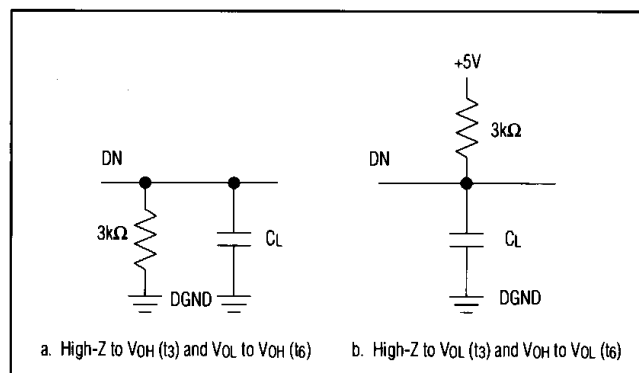 +5V
3kΩ
DN
3kΩ
CL
DGND
a. High-Z to VOH (t3) and VOL to VOH (t6)
DN
CL
DGND
b. High-Z to VOL (t3) and VOH to VOL (t6)